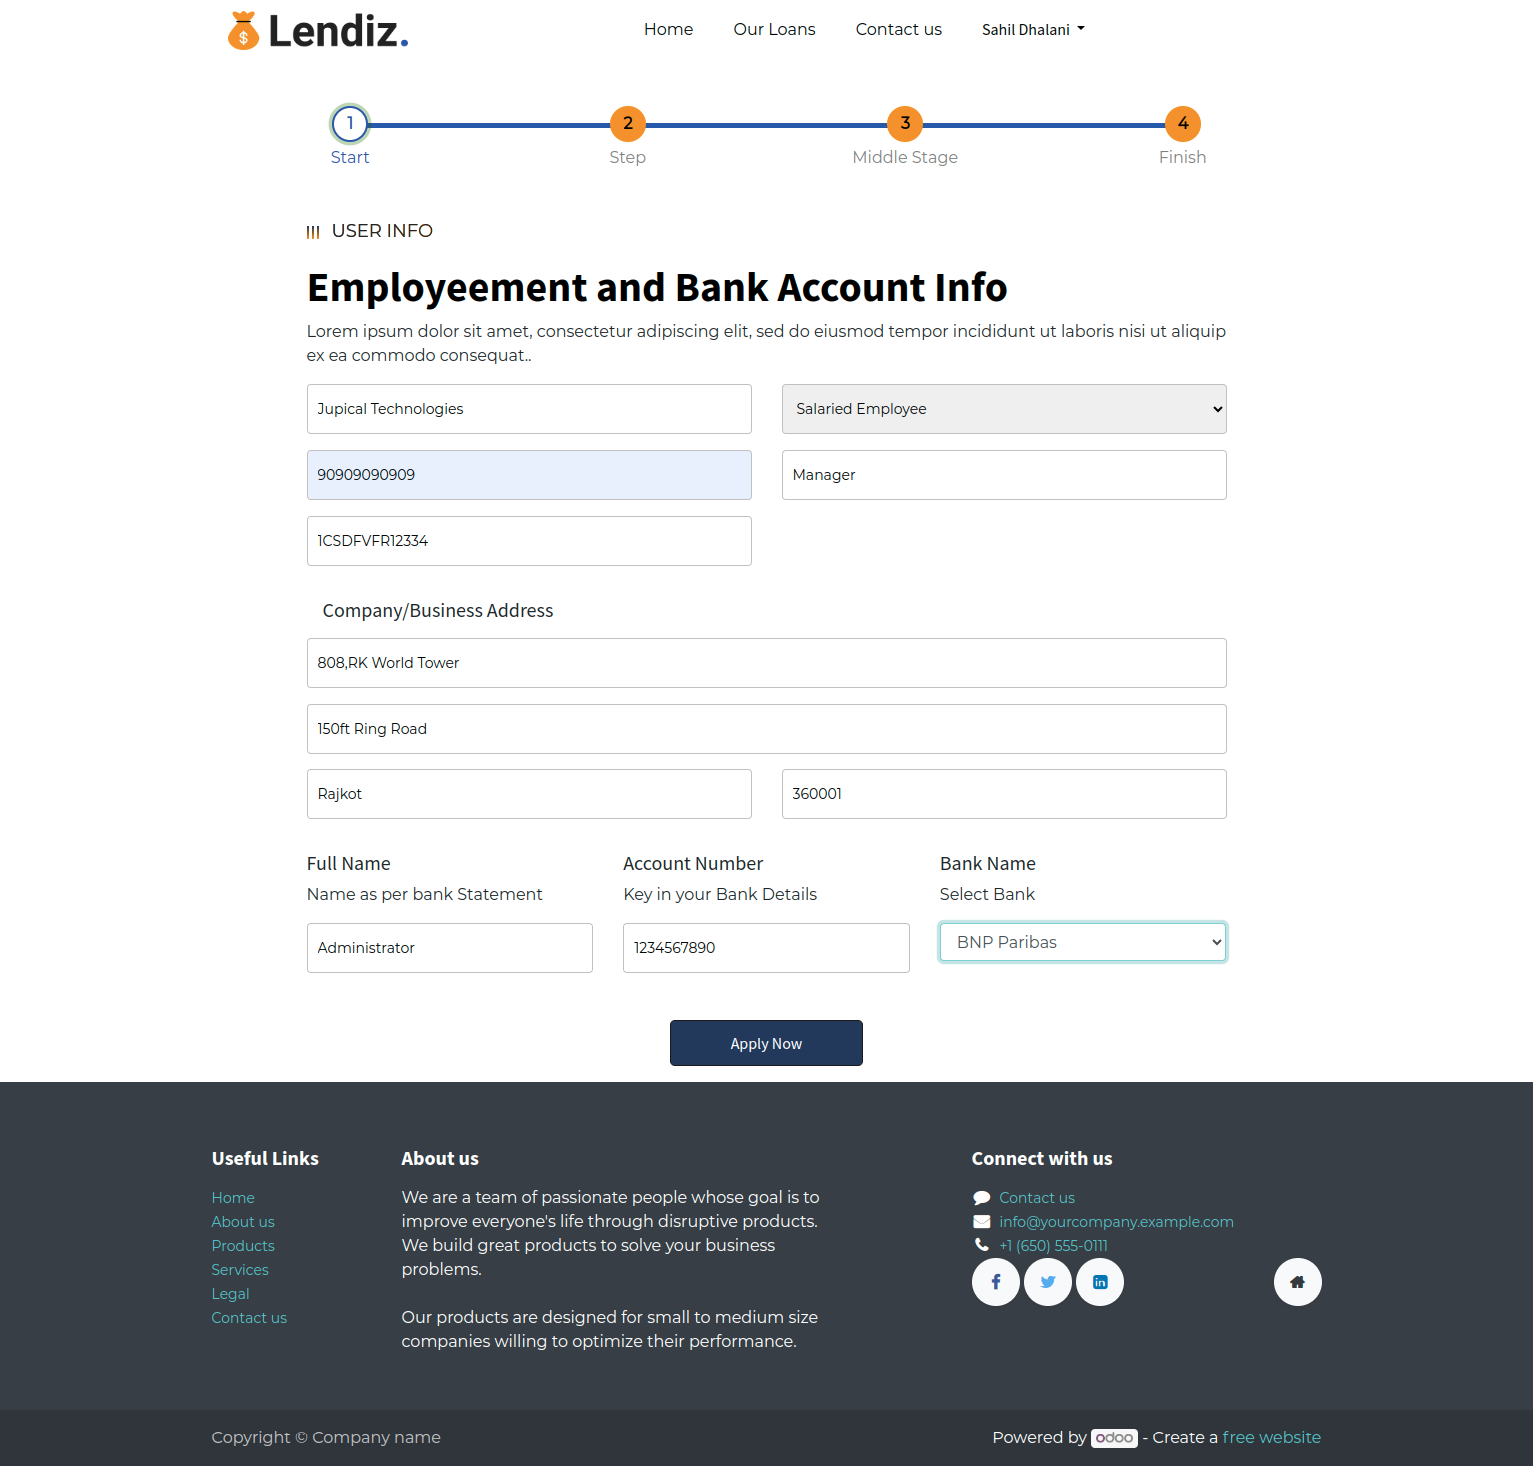 Lendiz.
Home Our Loans Contact us Sahil Dhalani
1 2 3 4
Start Step Middle Stage Finish
USER INFO
Employeement and Bank Account Info
Lorem ipsum dolor sit amet, consectetur adipiscing elit, sed do eiusmod tempor incididunt ut laboris nisi ut aliquip
ex ea commodo consequat..
Jupical Technologies Salaried Employee
90909090909 Manager
1CSDFVFR12334
Company/Business Address
808,RK World Tower
150ft Ring Road
Rajkot 360001
Full Name Account Number Bank Name
Name as per bank Statement Key in your Bank Details Select Bank
Administrator 1234567890 BNP Paribas
Apply Now
Useful Links
Home
About us
Products
Services
Legal
Contact us
About us
We are a team of passionate people whose goal is to
improve everyone's life through disruptive products.
We build great products to solve your business
problems.
Our products are designed for small to medium size
companies willing to optimize their performance.
Connect with us
Contact us
info@yourcompany.example.com
+1 (650) 555-0111
Copyright © Company name
Powered by odoo - Create a free website